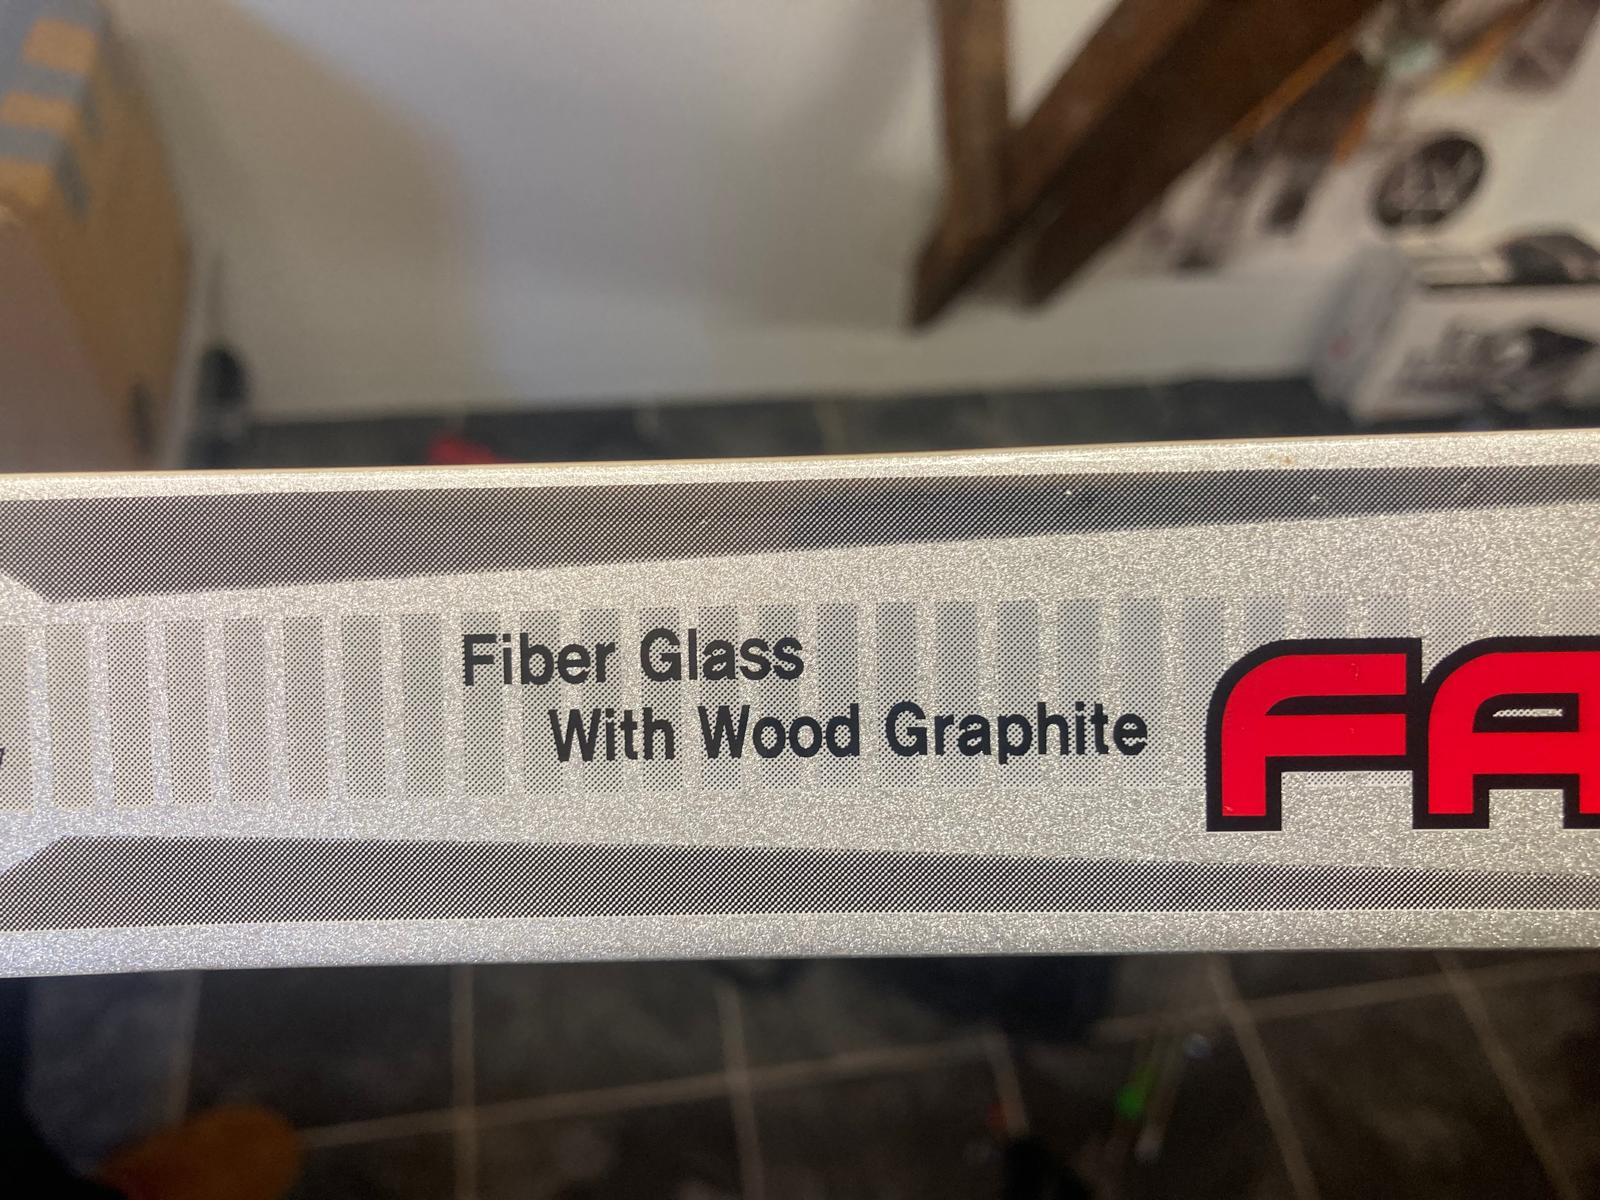 Fiber Glass
With Wood Graphite
FA